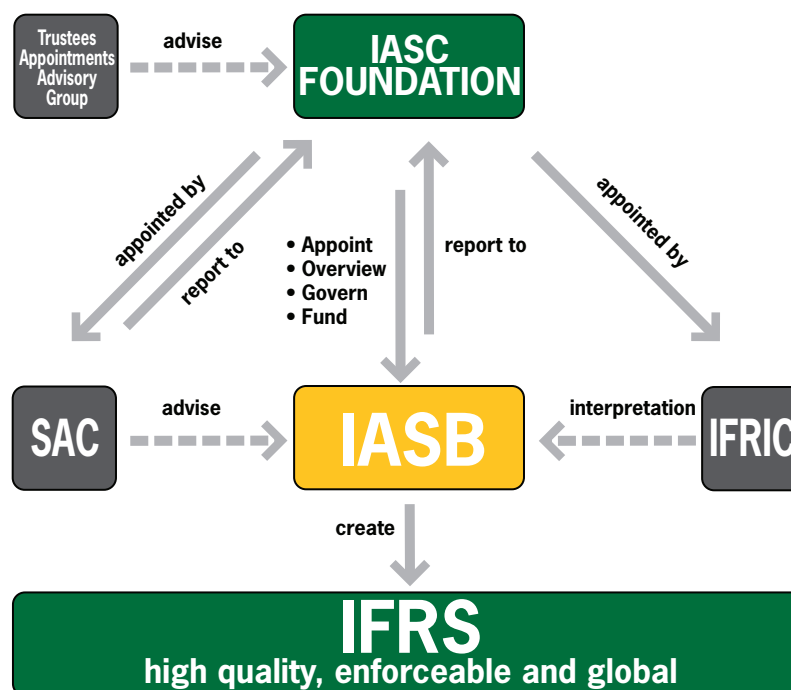 Trustees
Appointments
Advisory
Group
advise
IASC
FOUNDATION
appointed by
report to
• Appoint
• Overview
• Govern
• Fund
report to
appointed by
SAC
advise
IASB
interpretation
IFRIC
create
IFRS
high quality, enforceable and global